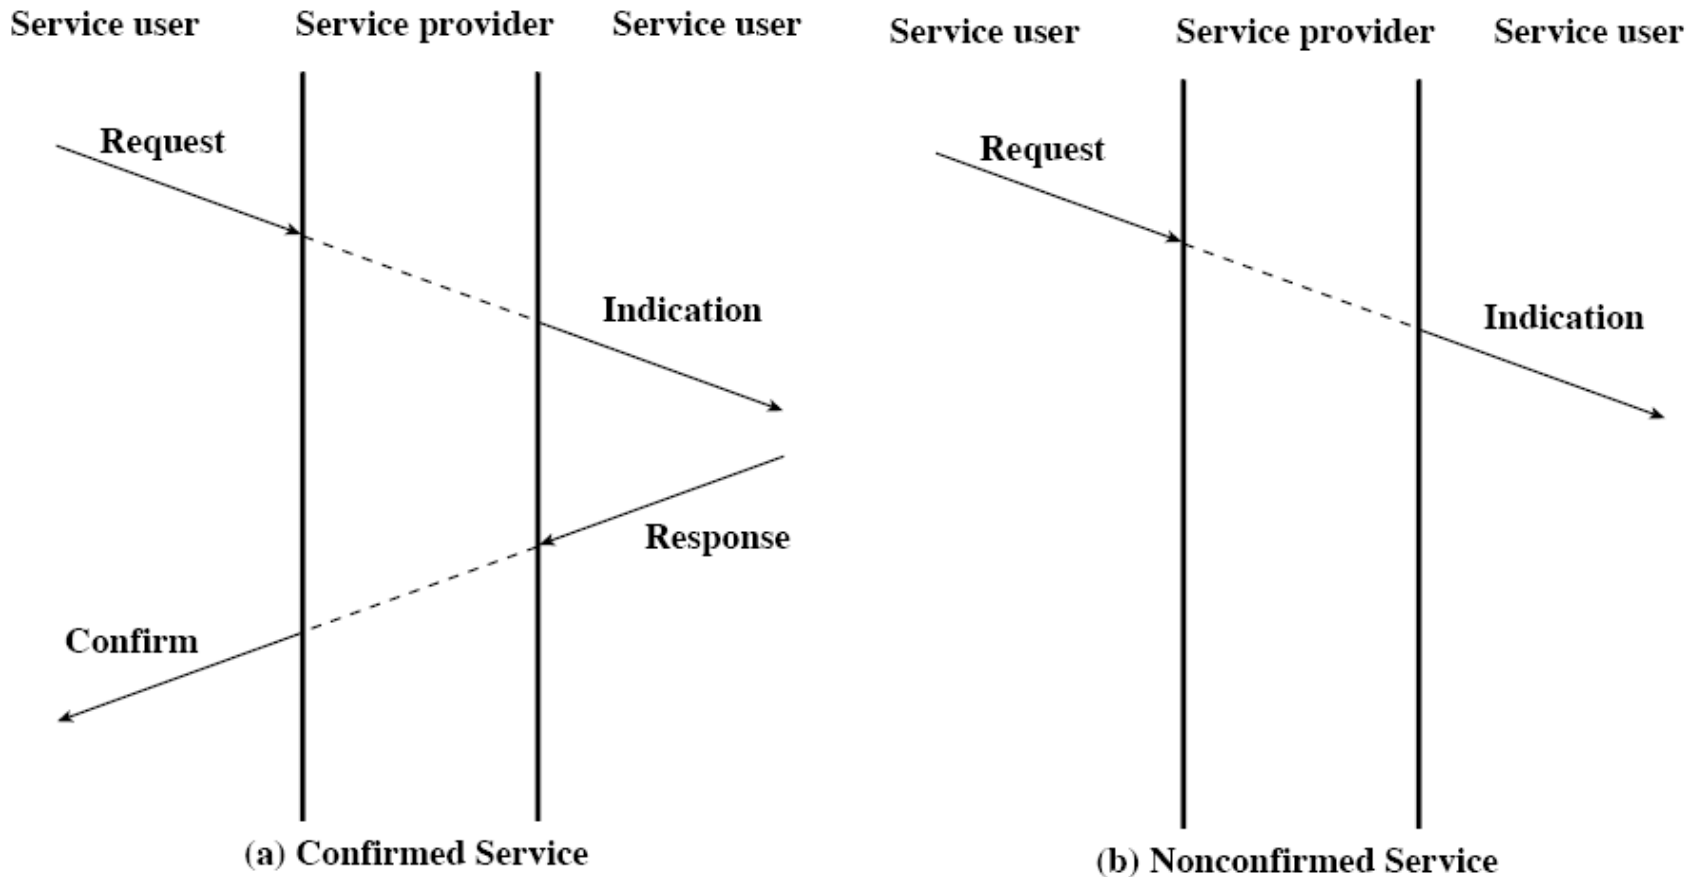 Service user Service provider Service user
Request
Indication
Response
Confirm
(a) Confirmed Service
Service user Service provider Service user
Request
Indication
(b) Nonconfirmed Service